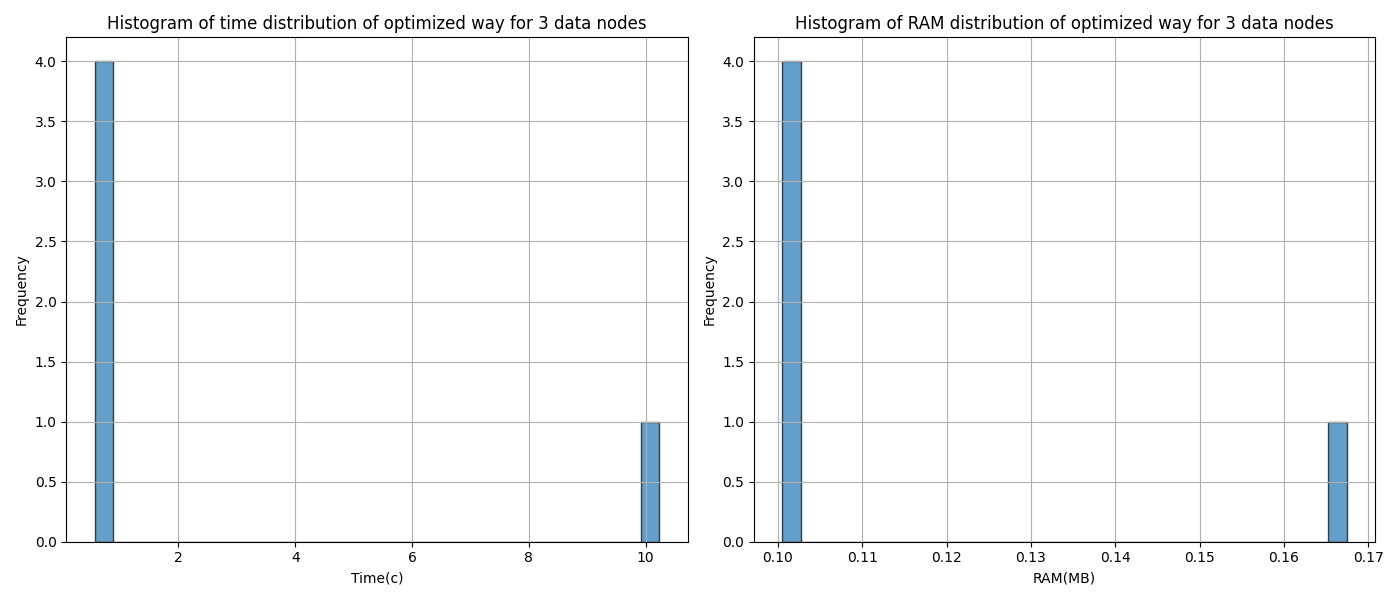 Histogram of time distribution of optimized way for 3 data nodes
4.0
3.5
3.0
2.5
2.0
1.5
1.0
0.5
0.0
Frequency
2 4 6 8 10
Time(c)
Histogram of RAM distribution of optimized way for 3 data nodes
4.0
3.5
3.0
2.5
2.0
1.5
1.0
0.5
0.0
Frequency
0.10 0.11 0.12 0.13 0.14 0.15 0.16 0.17
RAM(MB)